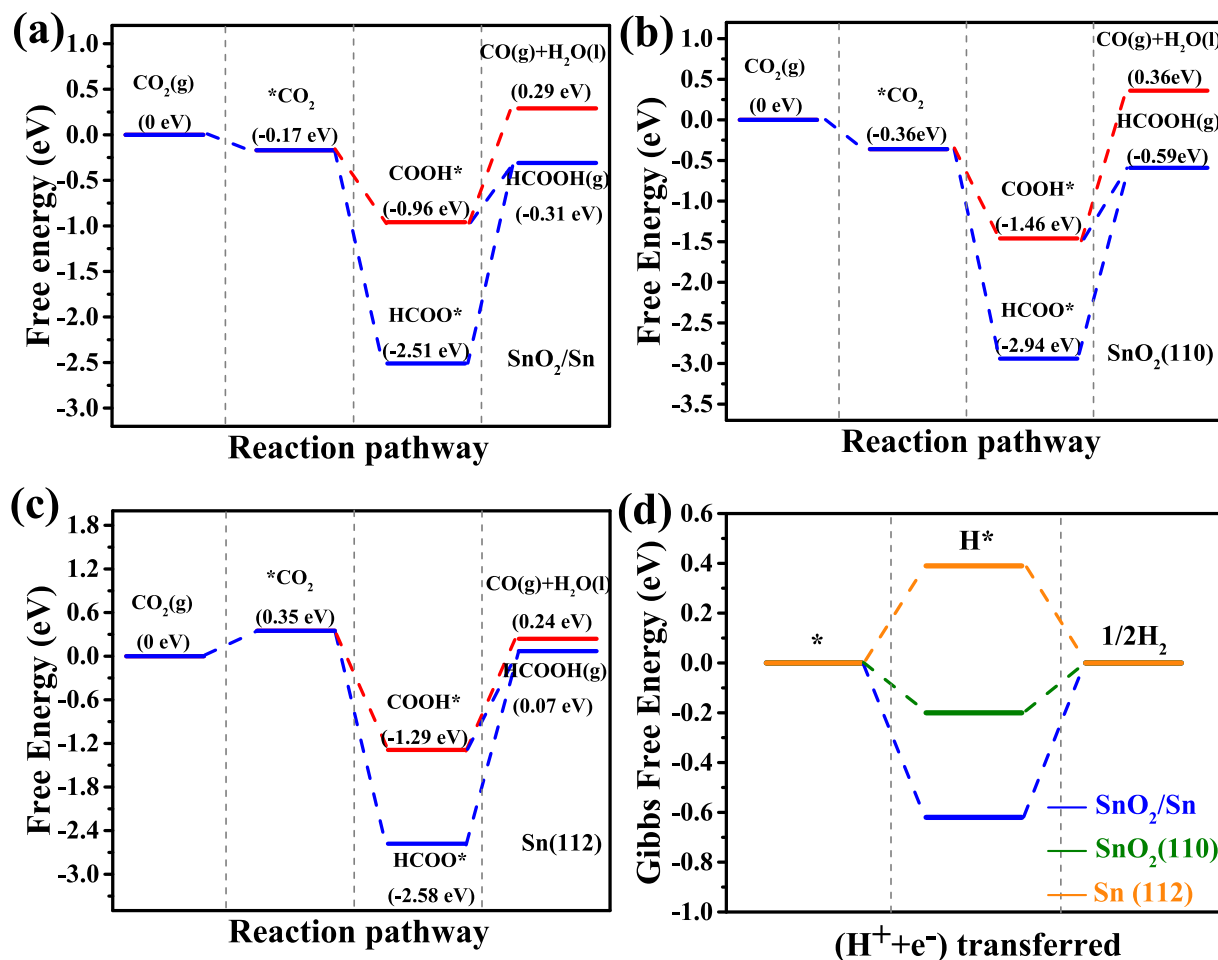 (a)
Free energy (eV)
1.0
0.5
0.0
-0.5
-1.0
-1.5
-2.0
-2.5
-3.0
CO₂(g)
(0 eV)
*CO₂
(-0.17 eV)
COOH*
(-0.96 eV)
HCOO*
(-2.51 eV)
CO(g)+H₂O(l)
(0.29 eV)
HCOOH(g)
(-0.31 eV)
SnO₂/Sn
Reaction pathway
(b)
Free Energy (eV)
1.0
0.5
0.0
-0.5
-1.0
-1.5
-2.0
-2.5
-3.0
-3.5
CO₂(g)
(0 eV)
*CO₂
(-0.36eV)
COOH*
(-1.46 eV)
HCOO*
(-2.94 eV)
CO(g)+H₂O(l)
(0.36eV)
HCOOH(g)
(-0.59eV)
SnO₂(110)
Reaction pathway
(c)
Free Energy (eV)
1.8
1.2
0.6
0.0
-0.6
-1.2
-1.8
-2.4
-3.0
CO₂(g)
(0 eV)
*CO₂
(0.35 eV)
COOH*
(-1.29 eV)
HCOO*
(-2.58 eV)
CO(g)+H₂O(l)
(0.24 eV)
HCOOH(g)
(0.07 eV)
Sn(112)
Reaction pathway
(d)
Gibbs Free Energy (eV)
0.6
0.4
0.2
0.0
-0.2
-0.4
-0.6
-0.8
-1.0
*
H*
1/2H₂
SnO₂/Sn
SnO₂(110)
Sn (112)
(H⁺+e⁻) transferred